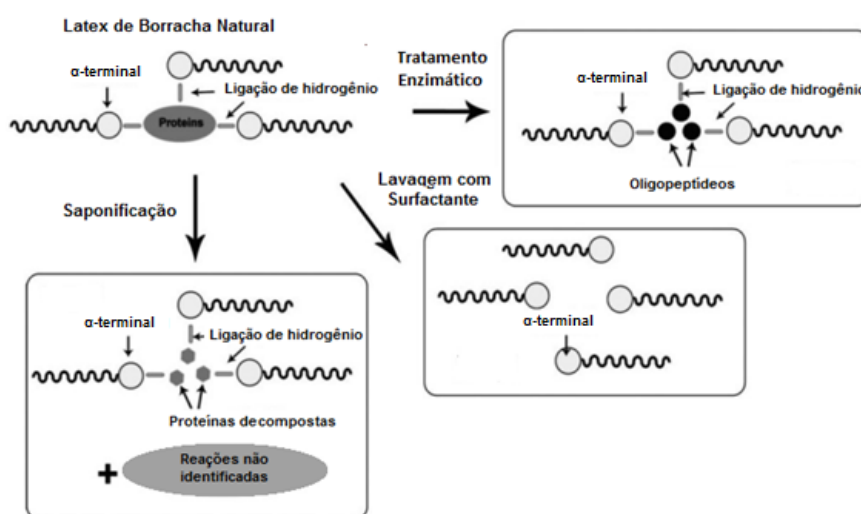 Latex de Borracha Natural
α-terminal
Ligação de hidrogênio
Proteins
Tratamento
Enzimático
α-terminal
Ligação de hidrogênio
Oligopeptídeos
Saponificação
Lavagem com
Surfactante
α-terminal
α-terminal
Ligação de hidrogênio
Proteínas decompostas
+
Reações não
identificadas